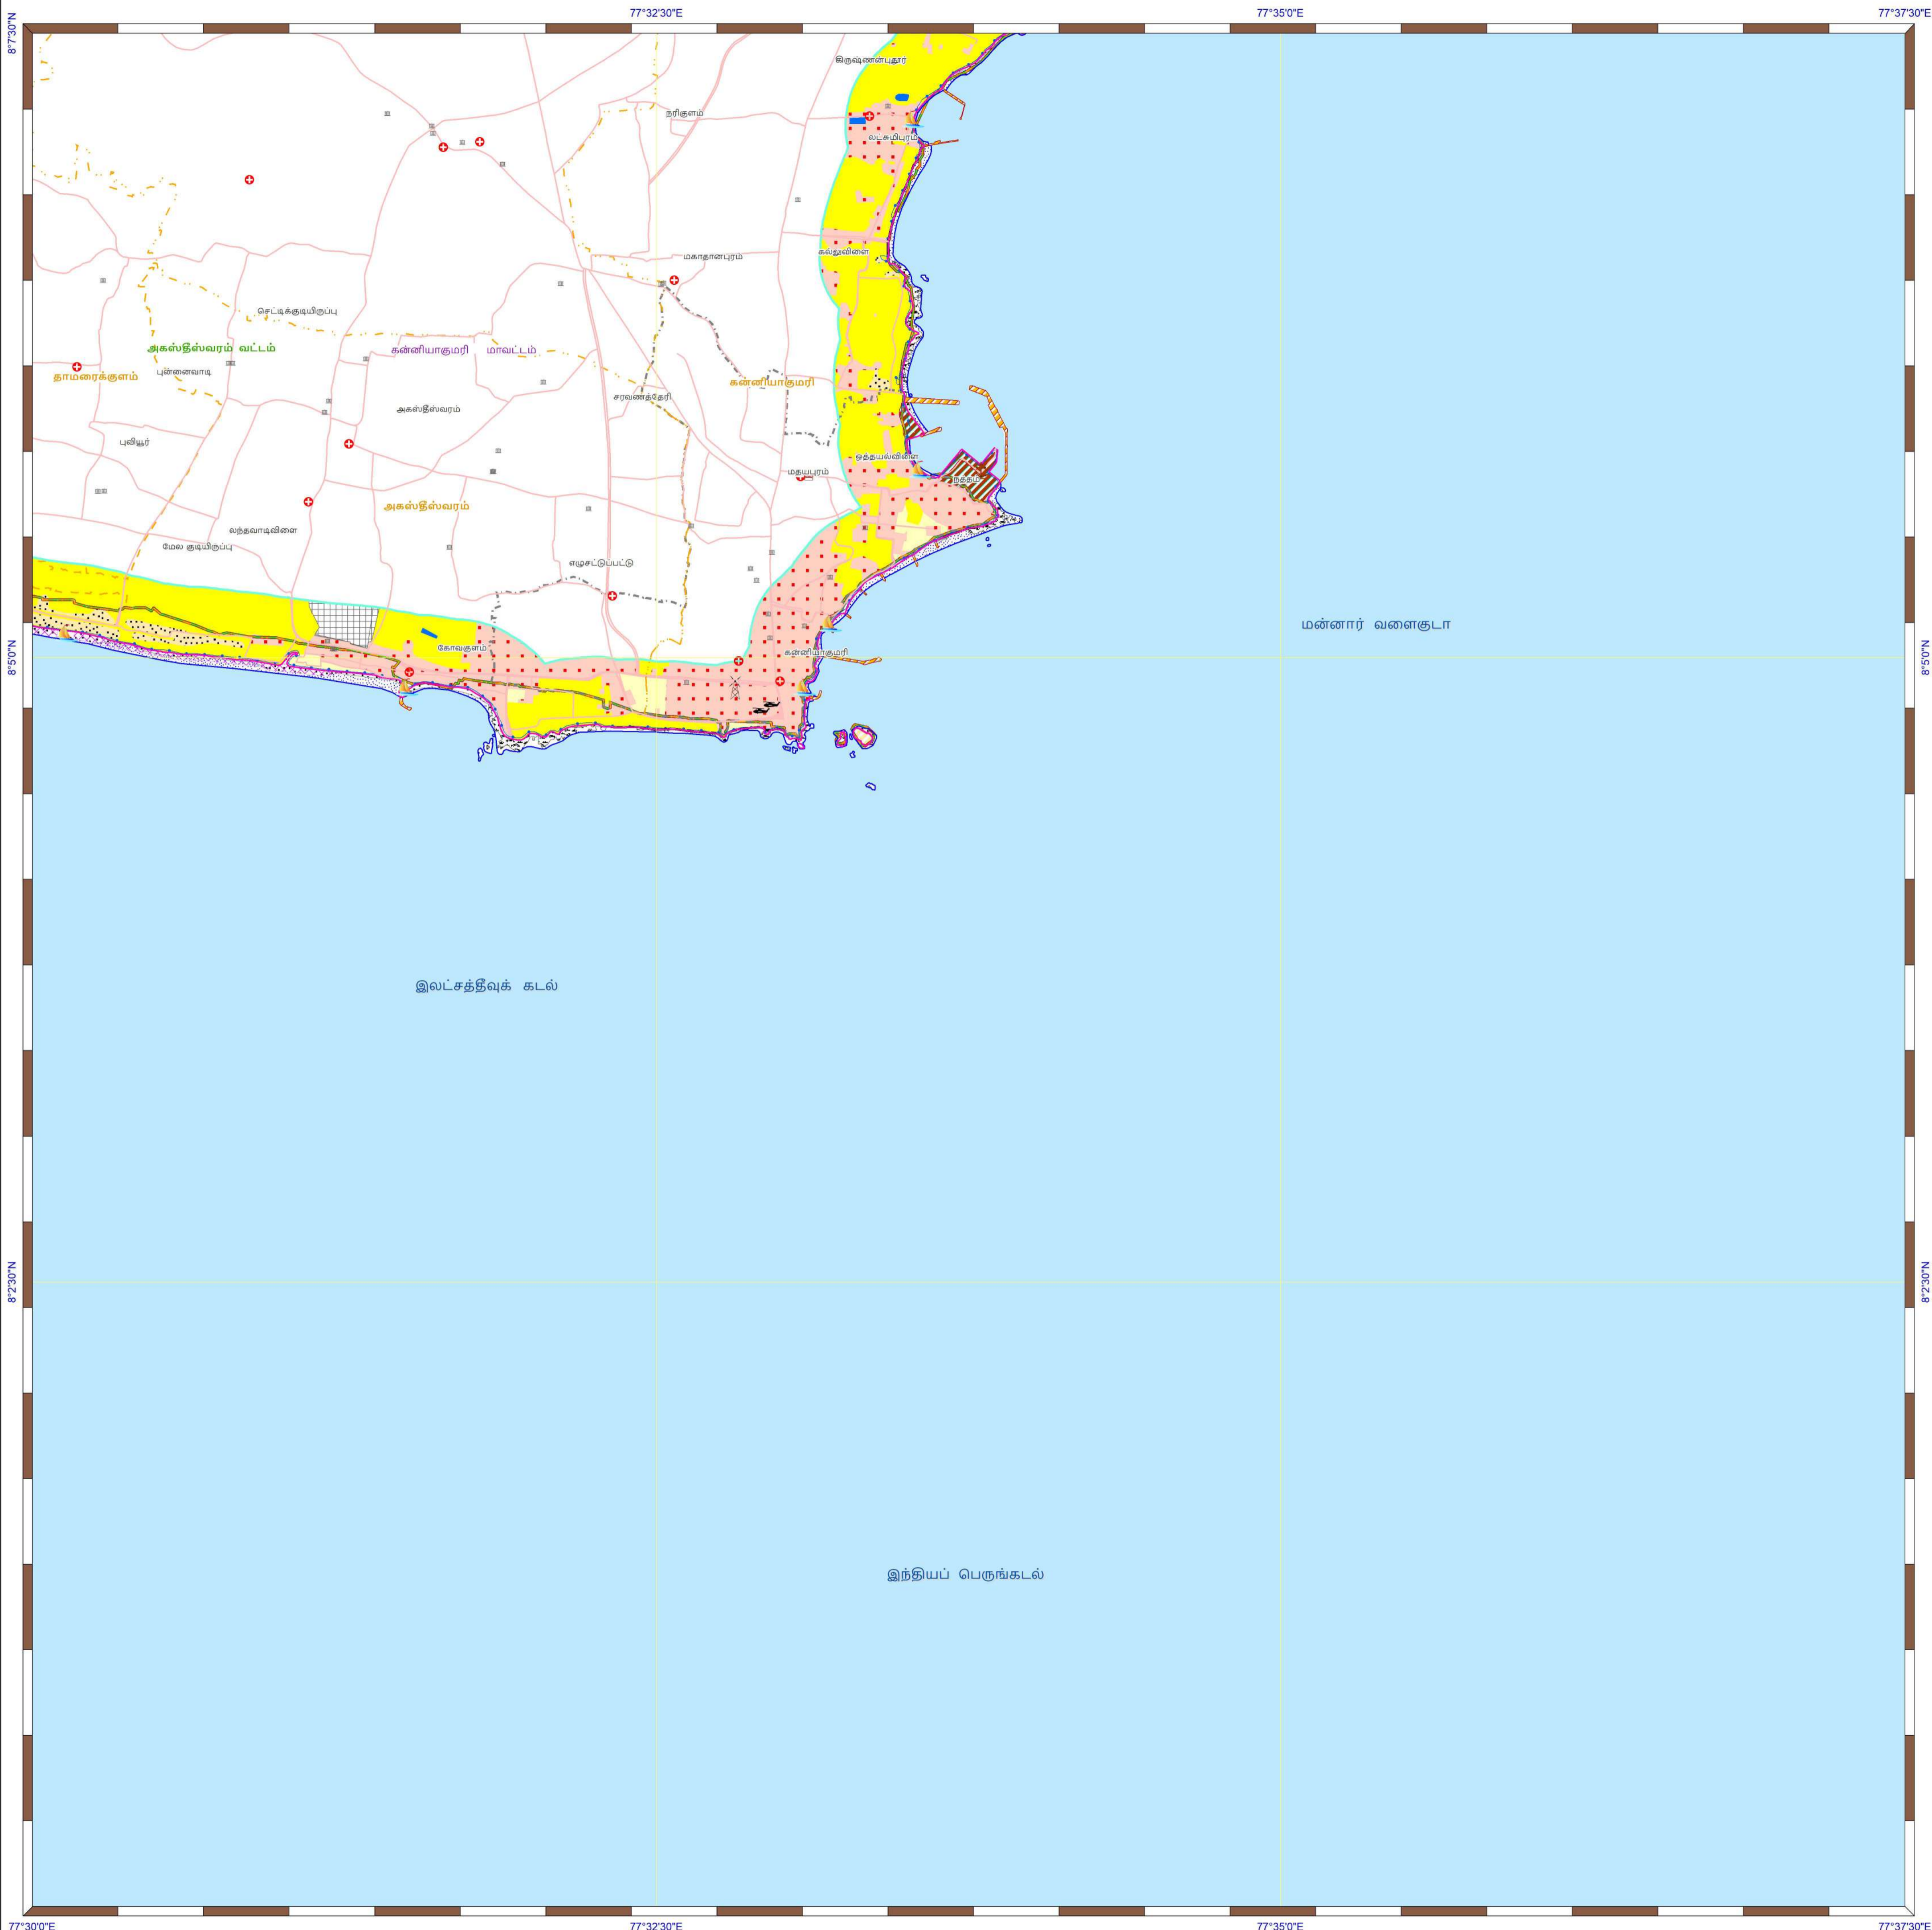 77°32'30"E
77°35'0"E
77°37'30"E
8°7'30"N
கிருஷ்ணன்புதூர்
நரிகுளம்
லட்சுமிபுரம்
கல்லுவிளை
மகாதானபுரம்
செட்டிக்குடியிருப்பு
அகஸ்தீஸ்வரம் வட்டம்
கன்னியாகுமரி மாவட்டம்
புன்னைவாடி
தாமரைக்குளம்
கன்னியாகுமரி
சரவணத்தேரி
அகஸ்தீஸ்வரம்
புவியூர்
ஒத்தயல்விளை
மதயபுரம்
அகஸ்தீஸ்வரம்
லந்தவாடிவிளை
மேல குடியிருப்பு
எழுசட்டுப்பட்டு
மன்னார் வளைகுடா
கோவகுளம்
கன்னியாகுமரி
8°5'0"N
8°5'0"N
இலட்சத்தீவுக் கடல்
8°2'30"N
8°2'30"N
இந்தியப் பெருங்கடல்
77°30'0"E
77°32'30"E
77°35'0"E
77°37'30"E